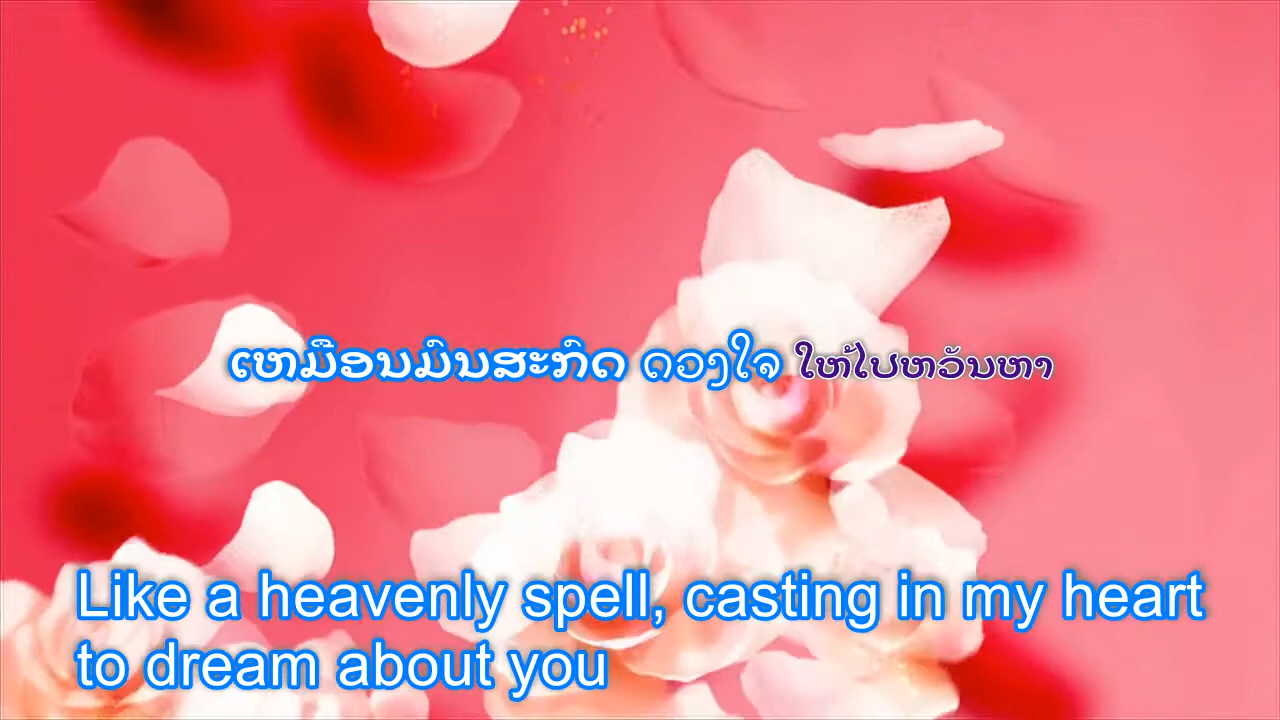 ເຫມືອນມົນສະກົດ ດວງໃຈ ໃຫ້ໄປຫວັນຫາ
Like a heavenly spell, casting in my heart
to dream about you